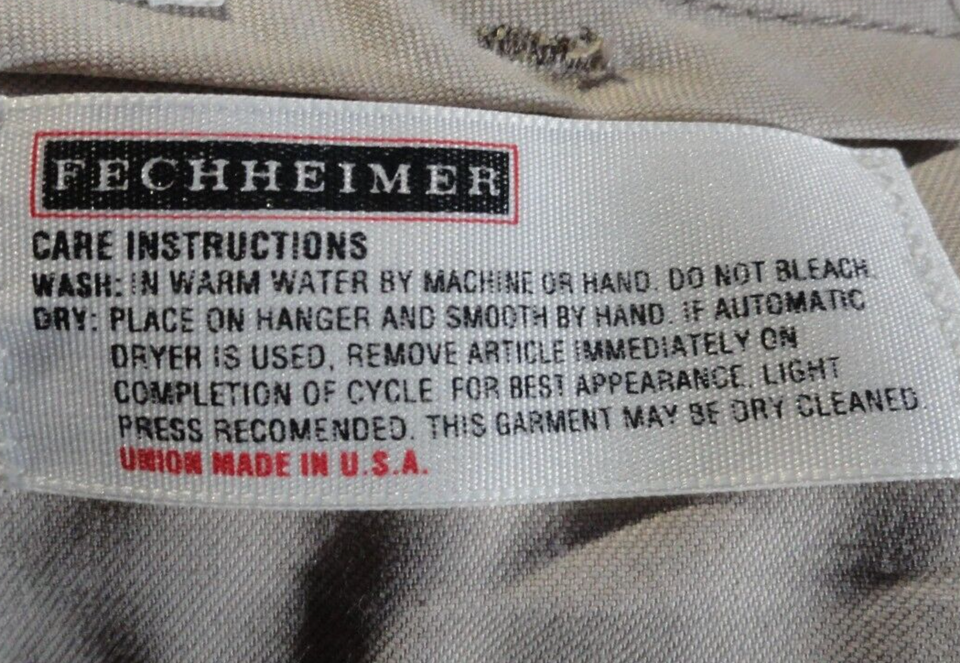 FECHHEIMER
CARE INSTRUCTIONS
WASH: IN WARM WATER BY MACHINE OR HAND. DO NOT BLEACH.
DRY: PLACE ON HANGER AND SMOOTH BY HAND. IF AUTOMATIC
DRYER IS USED, REMOVE ARTICLE IMMEDIATELY ON
COMPLETION OF CYCLE. FOR BEST APPEARANCE, LIGHT
PRESS RECOMENDED. THIS GARMENT MAY BE DRY CLEANED.
UNION MADE IN U.S.A.